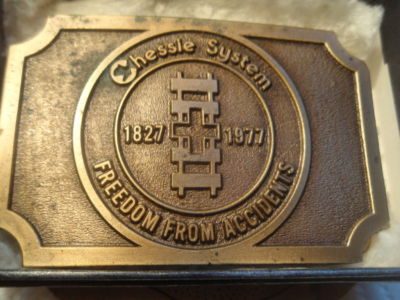 Chessie System
1827 1977
FREEDOM FROM ACCIDENTS